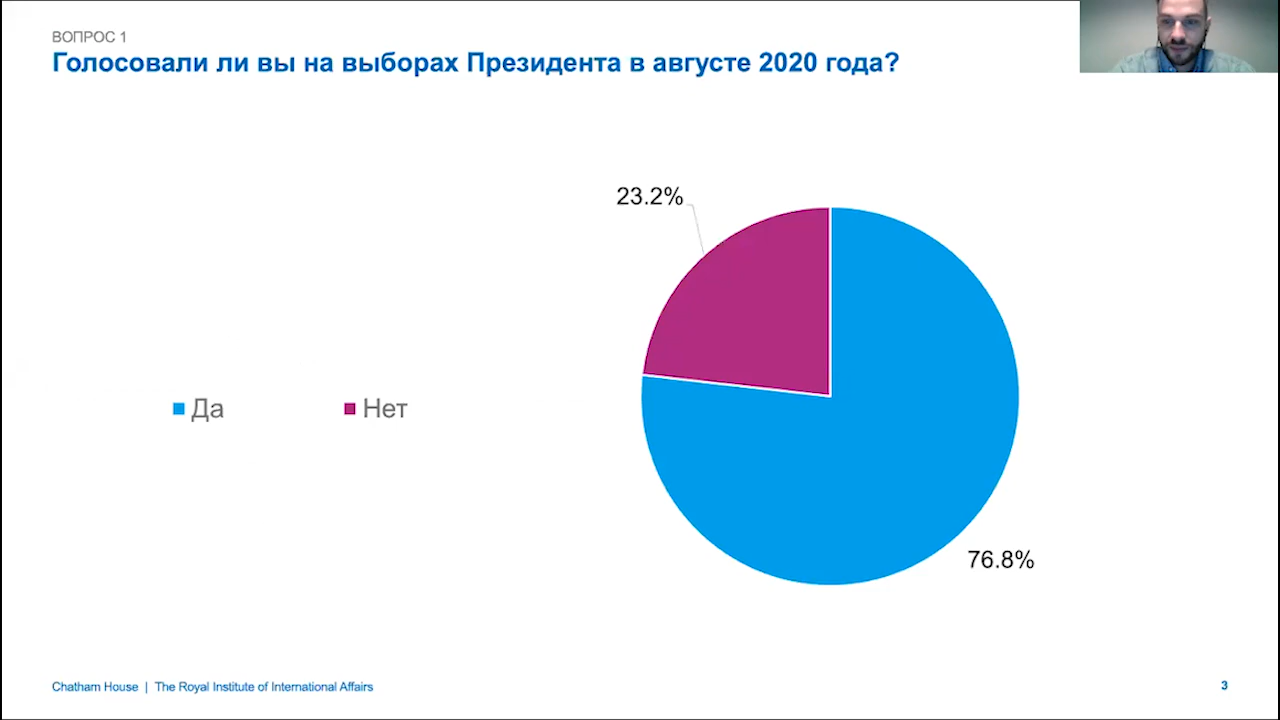 ВОПРОС 1
Голосовали ли вы на выборах Президента в августе 2020 года?
23.2%
Да
Нет
76.8%
Chatham House | The Royal Institute of International Affairs
3